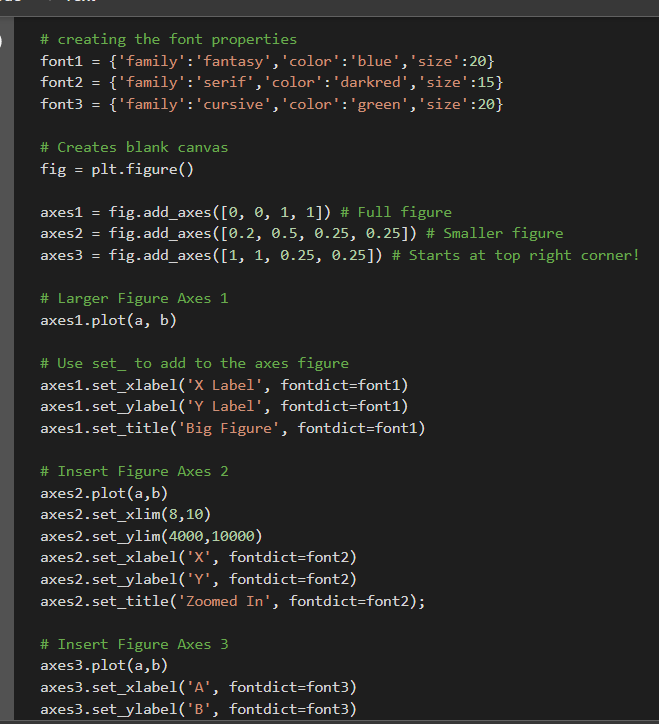 # creating the font properties
font1 = {'family':'fantasy','color':'blue','size':20}
font2 = {'family':'serif','color':'darkred','size':15}
font3 = {'family':'cursive','color':'green','size':20}
# Creates blank canvas
fig = plt.figure()
axes1 = fig.add_axes([0, 0, 1, 1]) # Full figure
axes2 = fig.add_axes([0.2, 0.5, 0.25, 0.25]) # Smaller figure
axes3 = fig.add_axes([1, 1, 0.25, 0.25]) # Starts at top right corner!
# Larger Figure Axes 1
axes1.plot(a, b)
# Use set_ to add to the axes figure
axes1.set_xlabel('X Label', fontdict=font1)
axes1.set_ylabel('Y Label', fontdict=font1)
axes1.set_title('Big Figure', fontdict=font1)
# Insert Figure Axes 2
axes2.plot(a,b)
axes2.set_xlim(8,10)
axes2.set_ylim(4000,10000)
axes2.set_xlabel('X', fontdict=font2)
axes2.set_ylabel('Y', fontdict=font2)
axes2.set_title('Zoomed In', fontdict=font2);
# Insert Figure Axes 3
axes3.plot(a,b)
axes3.set_xlabel('A', fontdict=font3)
axes3.set_ylabel('B', fontdict=font3)